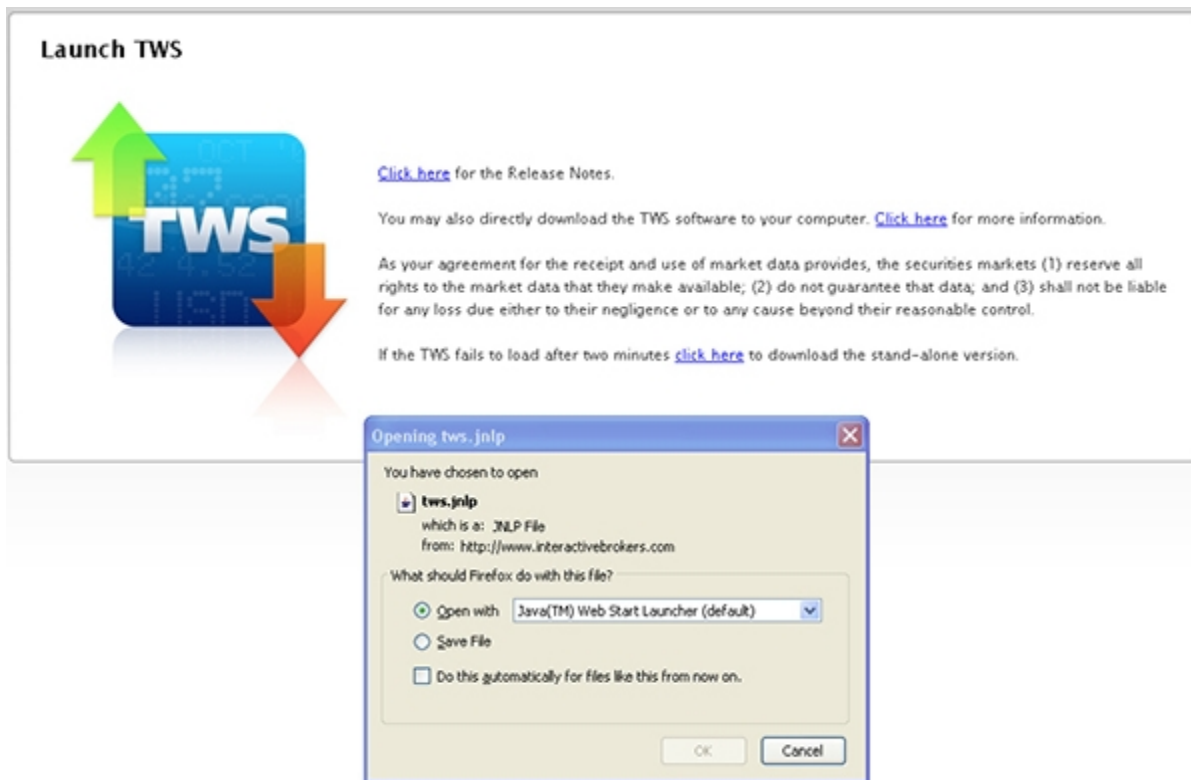 Launch TWS
TWS
Click here for the Release Notes.
You may also directly download the TWS software to your computer. Click here for more information.
As your agreement for the receipt and use of market data provides, the securities markets (1) reserve all
rights to the market data that they make available; (2) do not guarantee that data; and (3) shall not be liable
for any loss due either to their negligence or to any cause beyond their reasonable control.
If the TWS fails to load after two minutes click here to download the stand-alone version.
Opening tws.jnlp
You have chosen to open
tws.jnlp
which is a: JNLP File
from: http://www.interactivebrokers.com
What should Firefox do with this file?
Open with Java(TM) Web Start Launcher (default)
Save File
Do this automatically for files like this from now on.
OK Cancel